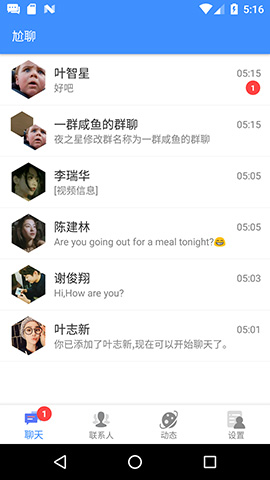 5:16
尬聊
叶智星
05:15
好吧
1
一群咸鱼的群聊
05:15
夜之星修改群名称为一群咸鱼的群聊
李瑞华
05:05
[视频信息]
陈建林
05:03
Are you going out for a meal tonight?😂
谢俊翔
05:03
Hi,How are you?
叶志新
05:01
你已添加了叶志新,现在可以开始聊天了。
1
聊天
联系人
动态
设置